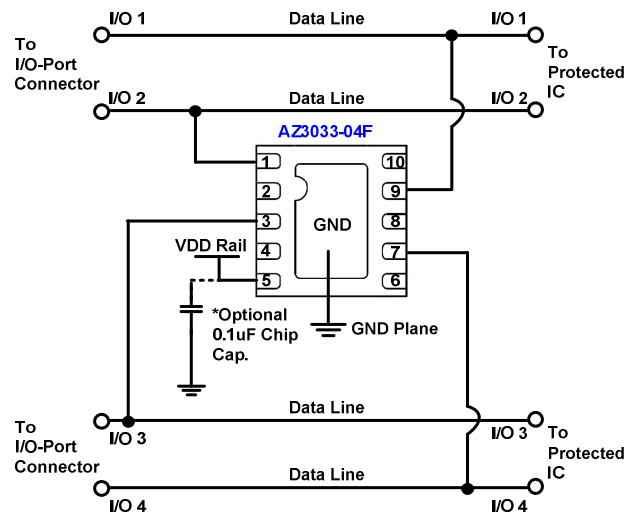 I/O 1 Data Line I/O 1
To
I/O-Port
Connector
To
Protected
IC
I/O 2 Data Line I/O 2
AZ3033-04F
1 10
2 9
3 8
4 7
5 6
GND
VDD Rail
*Optional
0.1uF Chip
Cap.
GND Plane
Data Line
To
I/O-Port
Connector
I/O 3 I/O 3
To
Protected
IC
Data Line
I/O 4 I/O 4